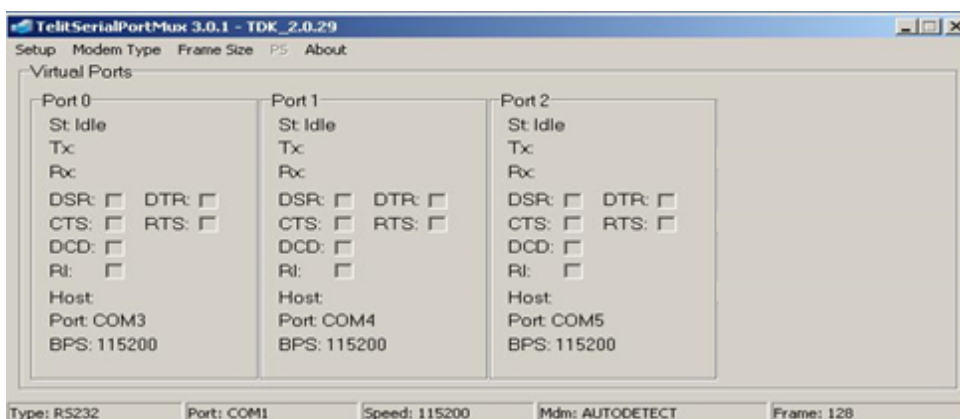 TelitSerialPortMux 3.0.1 - TDK_2.0.29
Setup Modem Type Frame Size PS About
Virtual Ports
Port 0
St: Idle
Tx:
Rx:
DSR: DTR:
CTS: RTS:
DCD:
RI:
Host:
Port: COM3
BPS: 115200
Port 1
St: Idle
Tx:
Rx:
DSR: DTR:
CTS: RTS:
DCD:
RI:
Host:
Port: COM4
BPS: 115200
Port 2
St: Idle
Tx:
Rx:
DSR: DTR:
CTS: RTS:
DCD:
RI:
Host:
Port: COM5
BPS: 115200
Type: RS232 Port: COM1 Speed: 115200 Mdm: AUTODETECT Frame: 128